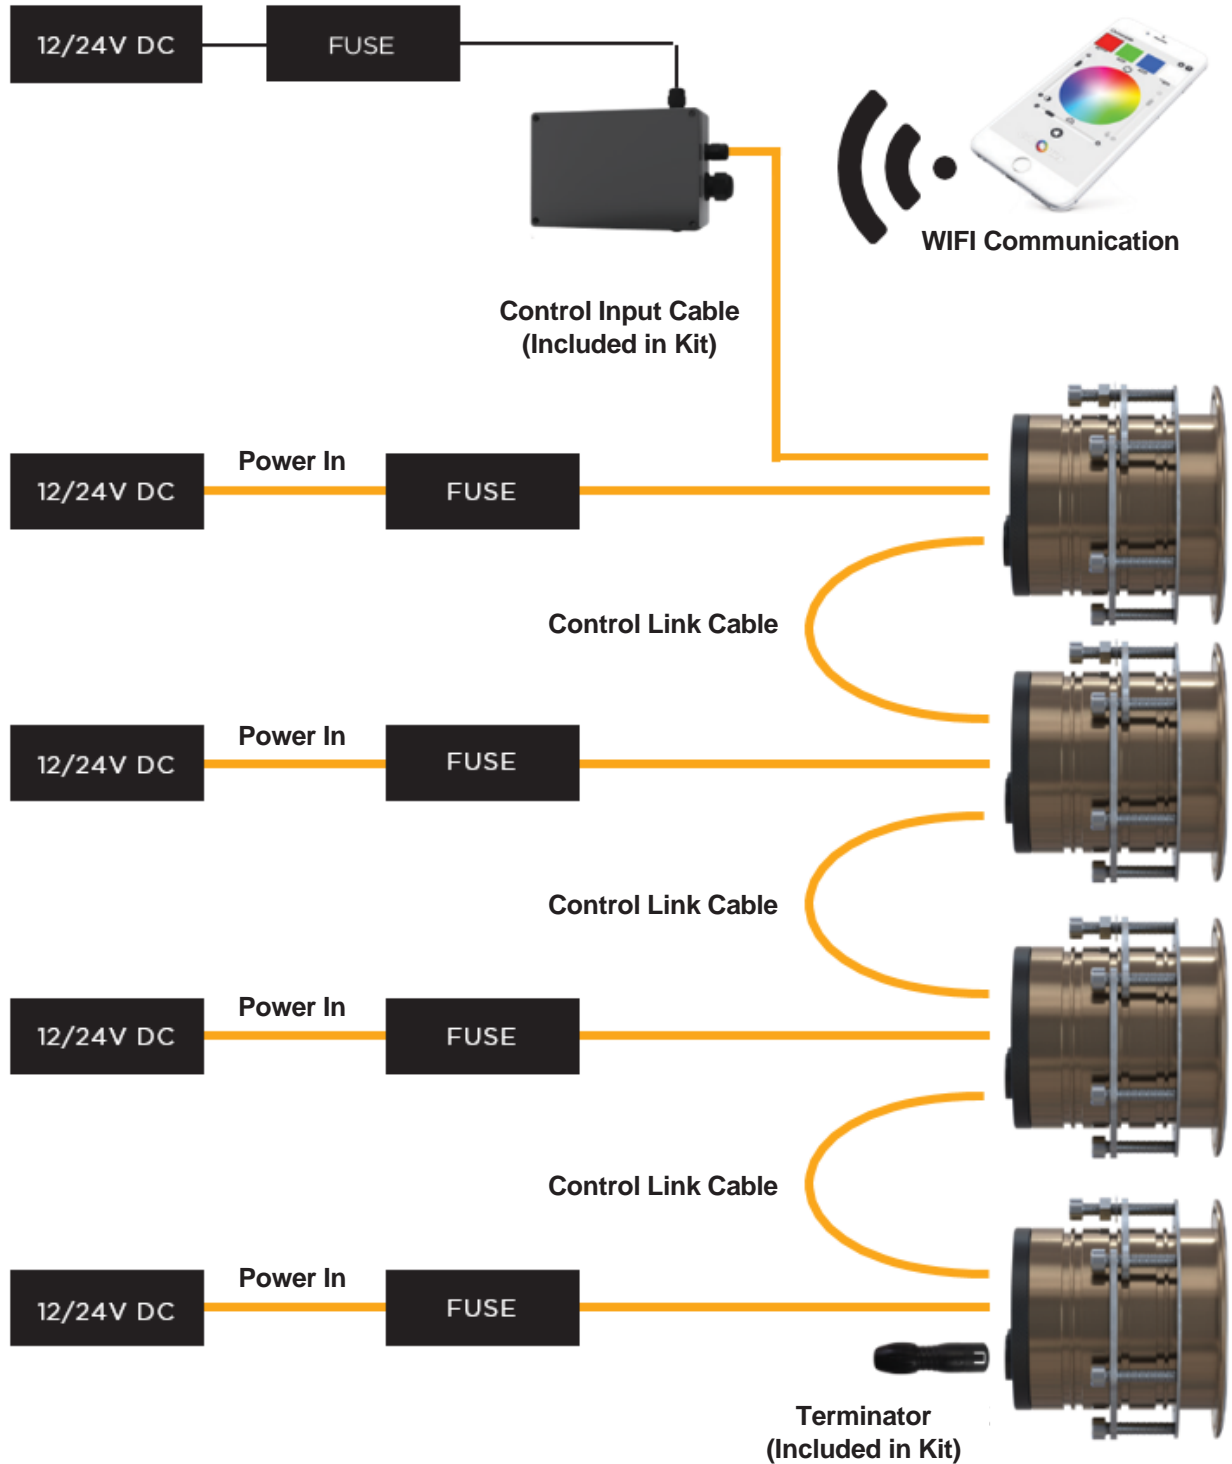 12/24V DC
FUSE
WIFI Communication
Control Input Cable
(Included in Kit)
Power In
12/24V DC
FUSE
Control Link Cable
Power In
12/24V DC
FUSE
Control Link Cable
Power In
12/24V DC
FUSE
Control Link Cable
Power In
12/24V DC
FUSE
Terminator
(Included in Kit)